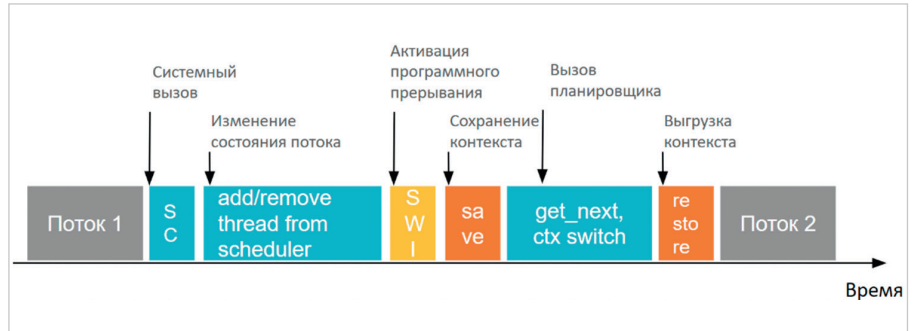 Системный
вызов
Изменение
состояния потока
Активация
программного
прерывания
Сохранение
контекста
Вызов
планировщика
Выгрузка
контекста
Поток 1
S
C
add/remove
thread from
scheduler
S
W
I
sa
ve
get_next,
ctx switch
re
sto
re
Поток 2
Время